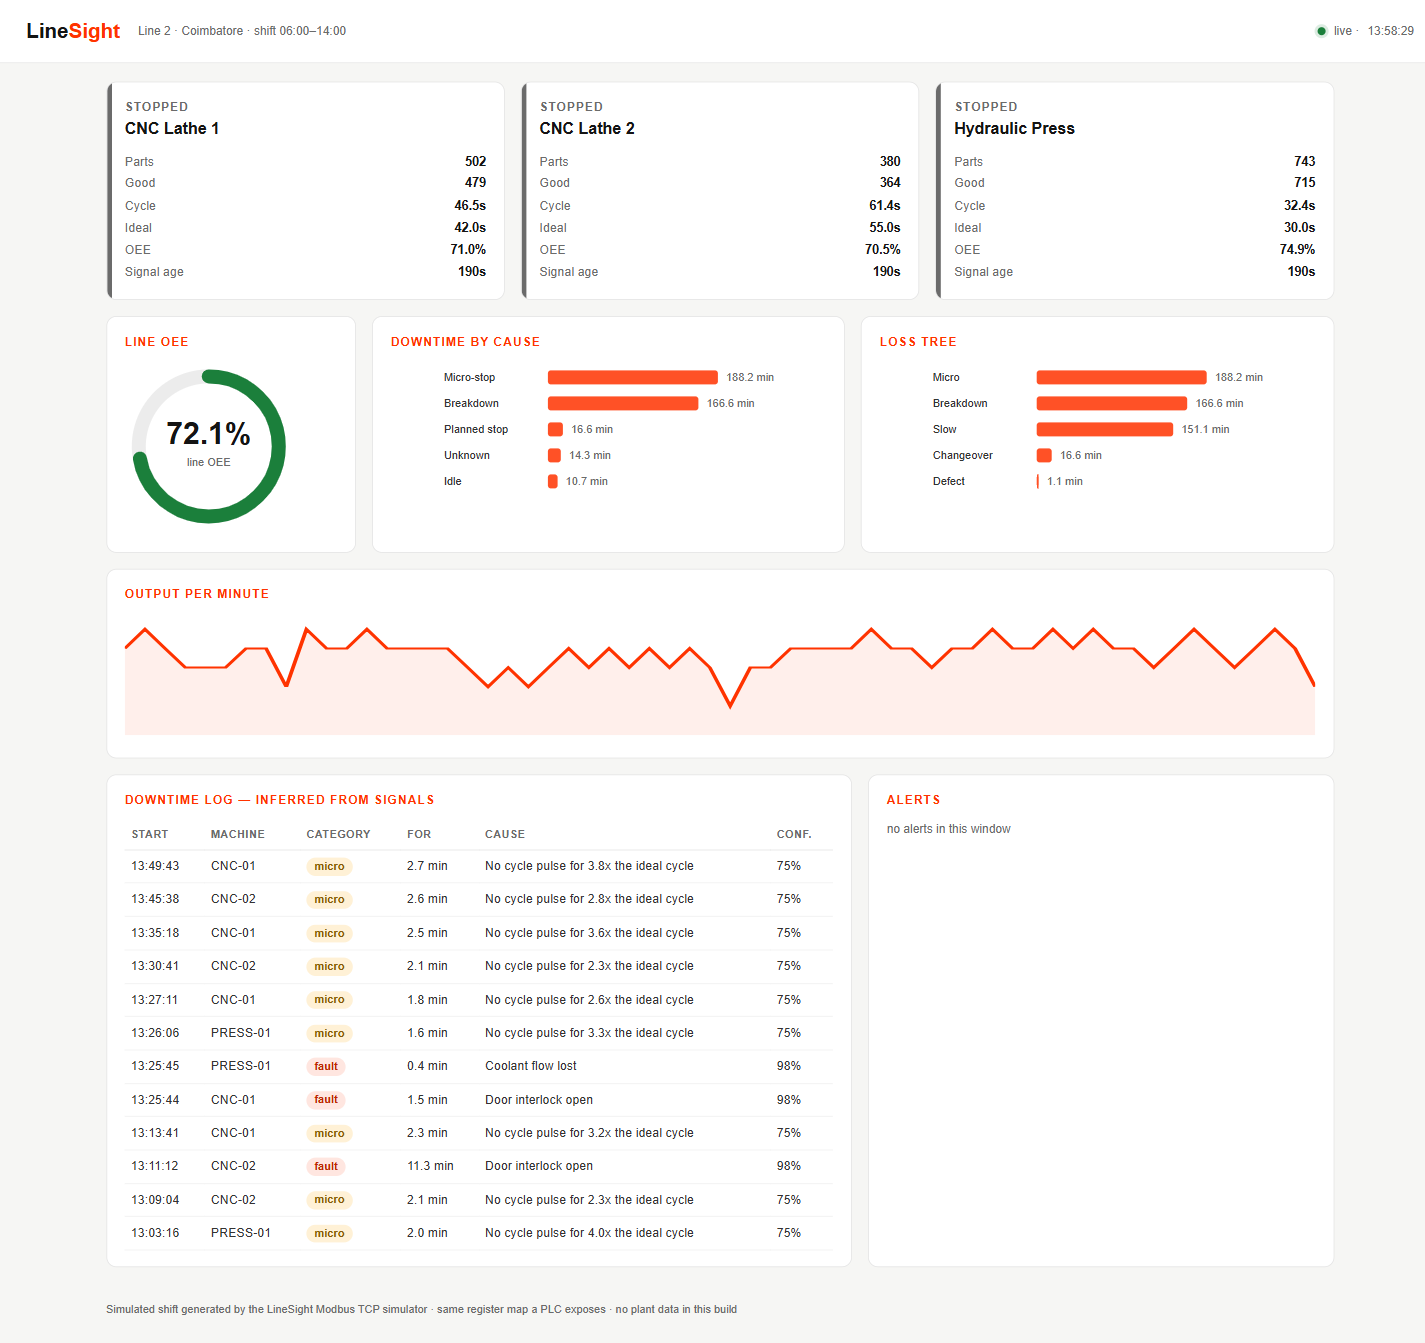 LineSight Line 2 · Coimbatore · shift 06:00–14:00 live · 13:58:29
STOPPED
CNC Lathe 1
Parts 502
Good 479
Cycle 46.5s
Ideal 42.0s
OEE 71.0%
Signal age 190s
STOPPED
CNC Lathe 2
Parts 380
Good 364
Cycle 61.4s
Ideal 55.0s
OEE 70.5%
Signal age 190s
STOPPED
Hydraulic Press
Parts 743
Good 715
Cycle 32.4s
Ideal 30.0s
OEE 74.9%
Signal age 190s
LINE OEE
72.1%
line OEE
DOWNTIME BY CAUSE
Micro-stop 188.2 min
Breakdown 166.6 min
Planned stop 16.6 min
Unknown 14.3 min
Idle 10.7 min
LOSS TREE
Micro 188.2 min
Breakdown 166.6 min
Slow 151.1 min
Changeover 16.6 min
Defect 1.1 min
OUTPUT PER MINUTE
DOWNTIME LOG — INFERRED FROM SIGNALS
START MACHINE CATEGORY FOR CAUSE CONF.
13:49:43 CNC-01 micro 2.7 min No cycle pulse for 3.8x the ideal cycle 75%
13:45:38 CNC-02 micro 2.6 min No cycle pulse for 2.8x the ideal cycle 75%
13:35:18 CNC-01 micro 2.5 min No cycle pulse for 3.6x the ideal cycle 75%
13:30:41 CNC-02 micro 2.1 min No cycle pulse for 2.3x the ideal cycle 75%
13:27:11 CNC-01 micro 1.8 min No cycle pulse for 2.6x the ideal cycle 75%
13:26:06 PRESS-01 micro 1.6 min No cycle pulse for 3.3x the ideal cycle 75%
13:25:45 PRESS-01 fault 0.4 min Coolant flow lost 98%
13:25:44 CNC-01 fault 1.5 min Door interlock open 98%
13:13:41 CNC-01 micro 2.3 min No cycle pulse for 3.2x the ideal cycle 75%
13:11:12 CNC-02 fault 11.3 min Door interlock open 98%
13:09:04 CNC-02 micro 2.1 min No cycle pulse for 2.3x the ideal cycle 75%
13:03:16 PRESS-01 micro 2.0 min No cycle pulse for 4.0x the ideal cycle 75%
ALERTS
no alerts in this window
Simulated shift generated by the LineSight Modbus TCP simulator · same register map a PLC exposes · no plant data in this build